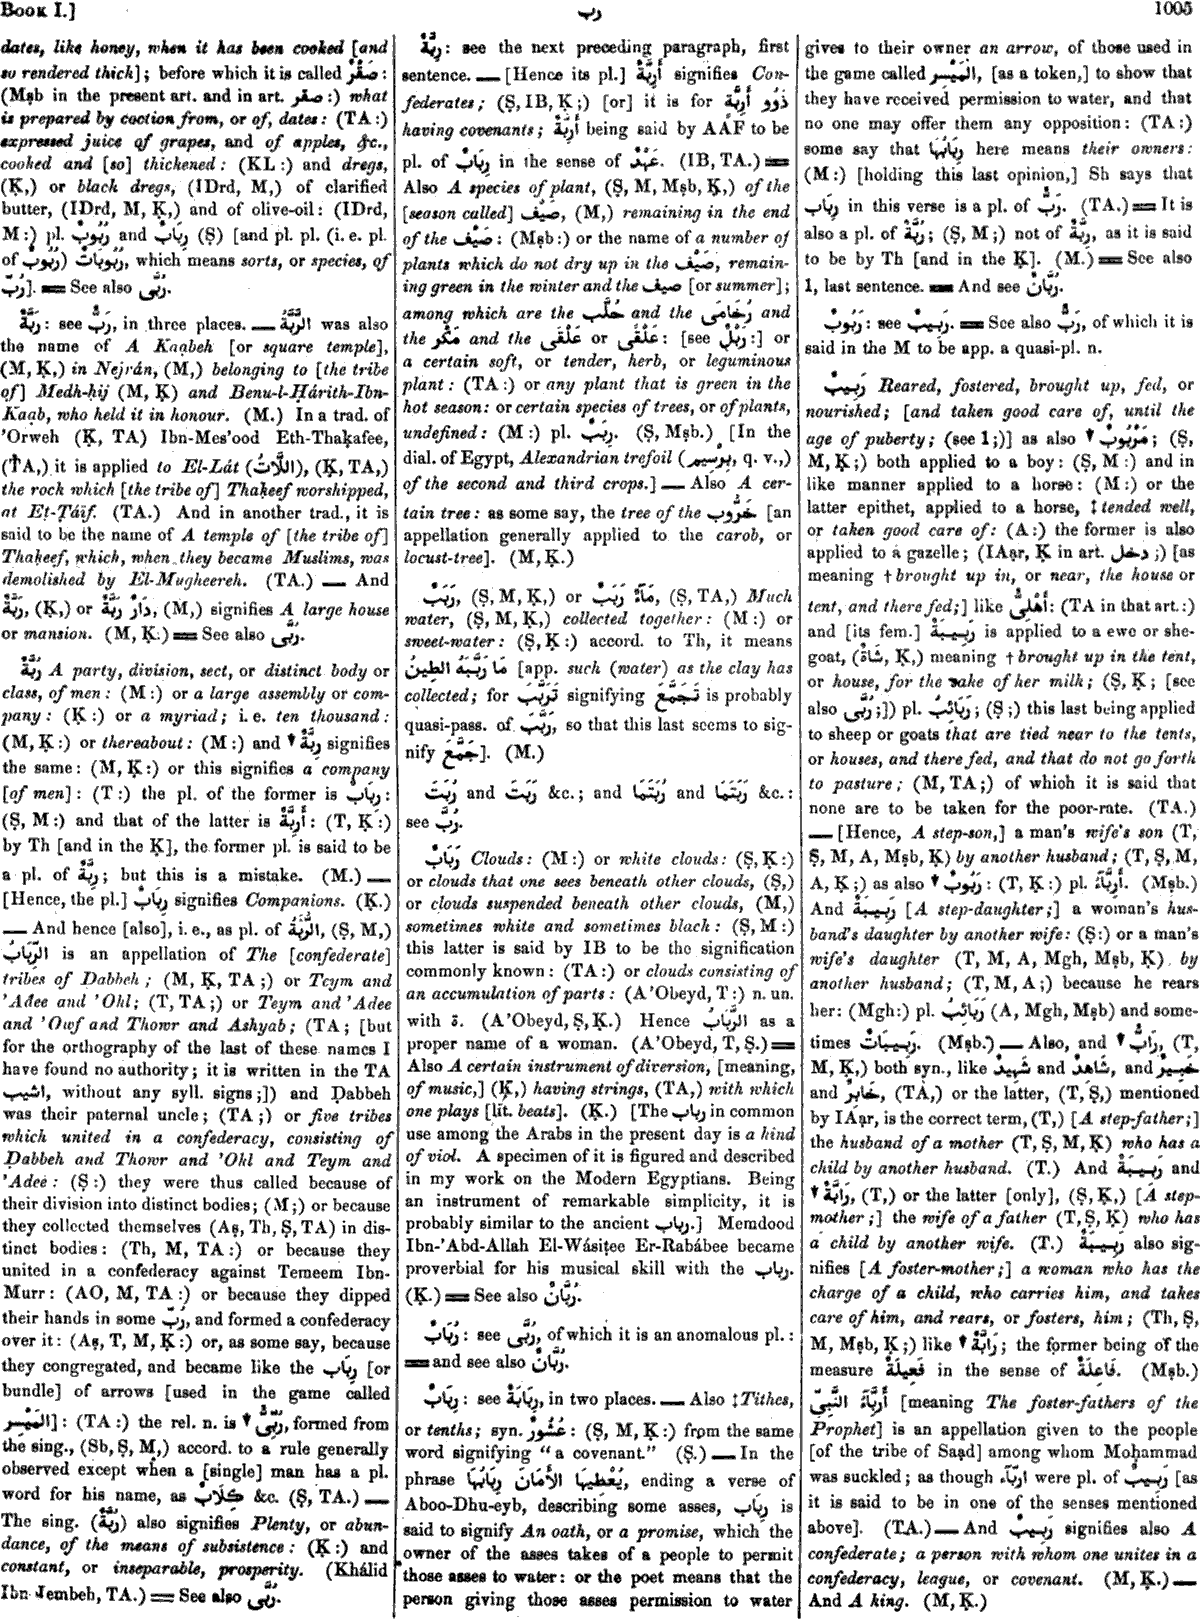 BOOK I.]
رب
1005
dates, like honey, when it has been cooked [and
so rendered thick]; before which it is called صَقْرٌ:
(Mṣb in the present art. and in art. صقر:) what
is prepared by coction from, or of, dates: (TA:)
expressed juice of grapes, and of apples, &c.,
cooked and [so] thickened: (KL:) and dregs,
(Ḳ,) or black dregs, (IDrd, M,) of clarified
butter, (IDrd, M, Ḳ,) and of olive-oil: (IDrd,
M:) pl. رُبُوبٌ and رِبَابٌ (Ṣ) [and pl. pl. (i. e. pl.
of رُبُوبٌ) رُبُوبَاتٌ, which means sorts, or species, of
رُبّ]. ══ See also رُبَّى.
رَبَّةٌ: see رَبٌّ, in three places. ― الرَّبَّةُ was also
the name of A Kaạbeh [or square temple],
(M, Ḳ,) in Nejrán, (M,) belonging to [the tribe
of] Medh-ḥij (M, Ḳ) and Benu-l-Ḥárith-Ibn-
Kaạb, who held it in honour. (M.) In a trad. of
'Orweh (Ḳ, TA) Ibn-Mes'ood Eth-Thaḳafee,
(TA,) it is applied to El-Lát (اللَّاتُ), (Ḳ, TA,)
the rock which [the tribe of] Thaḳeef worshipped,
at Eṭ-Ṭáïf. (TA.) And in another trad., it is
said to be the name of A temple of [the tribe of]
Thaḳeef, which, when they became Muslims, was
demolished by El-Mugheereh. (TA.) ― And
رَبَّةٌ, (Ḳ,) or دَارٌ رَبَّةٌ, (M,) signifies A large house
or mansion. (M, Ḳ.) ══ See also رُبَّى.
رُبَّةٌ A party, division, sect, or distinct body or
class, of men: (M:) or a large assembly or com-
pany: (Ḳ:) or a myriad; i. e. ten thousand:
(M, Ḳ:) or thereabout: (M:) and ▼ رِبَّةٌ signifies
the same: (M, Ḳ:) or this signifies a company
[of men]: (T:) the pl. of the former is رِبَابٌ:
(Ṣ, M:) and that of the latter is أَرِبَّةٌ: (T, Ḳ:)
by Th [and in the Ḳ], the former pl. is said to be
a pl. of رِبَّةٌ; but this is a mistake. (M.) ―
[Hence, the pl.] رِبَابٌ signifies Companions. (Ḳ.)
― And hence [also], i. e., as pl. of الرُّبَّةُ, (Ṣ, M,)
الرِّبَابُ is an appellation of The [confederate]
tribes of Ḍabbeh; (M, Ḳ, TA;) or Teym and
'Adee and 'Okl; (T, TA;) or Teym and 'Adee
and 'Owf and Thowr and Ashyab; (TA; [but
for the orthography of the last of these names I
have found no authority; it is written in the TA
اشيب, without any syll. signs;]) and Ḍabbeh
was their paternal uncle; (TA;) or five tribes
which united in a confederacy, consisting of
Ḍabbeh and Thowr and 'Okl and Teym and
'Adee: (Ṣ:) they were thus called because of
their division into distinct bodies; (M;) or because
they collected themselves (Aṣ, Th, Ṣ, TA) in dis-
tinct bodies: (Th, M, TA:) or because they
united in a confederacy against Temeem Ibn-
Murr: (AO, M, TA:) or because they dipped
their hands in some رُبّ, and formed a confederacy
over it: (Aṣ, T, M, Ḳ:) or, as some say, because
they congregated, and became like the رِبَاب [or
bundle] of arrows [used in the game called
المَيْسِر]: (TA:) the rel. n. is ▼ رُبِّىٌّ, formed from
the sing., (Sb, Ṣ, M,) accord. to a rule generally
observed except when a [single] man has a pl.
word for his name, as كِلَابٌ &c. (Ṣ, TA.) ―
The sing. (رُبَّةٌ) also signifies Plenty, or abun-
dance, of the means of subsistence: (Ḳ:) and
constant, or inseparable, prosperity. (Khálid
Ibn-Jembeh, TA.) ══ See also رُبَّى.
رِبَّةٌ: see the next preceding paragraph, first
sentence. ― [Hence its pl.] أَرِبَّةٌ signifies Con-
federates; (Ṣ, IB, Ḳ;) [or] it is for ذَوُو أَرِبَّةٍ
having covenants; أَرِبَّةٌ being said by AAF to be
pl. of رِبَابٌ in the sense of عَهْدٌ. (IB, TA.) ══
Also A species of plant, (Ṣ, M, Mṣb, Ḳ,) of the
[season called] صَيْف, (M,) remaining in the end
of the صَيْف: (Mṣb:) or the name of a number of
plants which do not dry up in the صَيْف, remain-
ing green in the winter and the صيف [or summer];
among which are the حُلَّب and the رُخَامَى and
the مَكْر and the عَلْقَى or عَلْقًى: [see رَبْلٌ:] or
a certain soft, or tender, herb, or leguminous
plant: (TA:) or any plant that is green in the
hot season: or certain species of trees, or of plants,
undefined: (M:) pl. رِبَبٌ. (Ṣ, Mṣb.) [In the
dial. of Egypt, Alexandrian trefoil (برسيم, q. v.,)
of the second and third crops.] ― Also A cer-
tain tree: as some say, the tree of the خَرُّوب [an
appellation generally applied to the carob, or
locust-tree]. (M, Ḳ.)
رَبَبٌ, (Ṣ, M, Ḳ,) or مَآءٌ رَبَبٌ, (Ṣ, TA,) Much
water, (Ṣ, M, Ḳ,) collected together: (M:) or
sweet-water: (Ṣ, Ḳ:) accord. to Th, it means
مَا رَبَّبَهُ الطِّينُ [app. such (water) as the clay has
collected; for تَرَبَّبَ signifying تَجَمَّعَ is probably
quasi-pass. of رَبَّبَ, so that this last seems to sig-
nify جَمَّعَ]. (M.)
رُبَتَ and رَبَتَ &c.; and رُبَتَمَا and رَبَتَمَا &c.:
see رُبَّ.
رَبَابٌ Clouds: (M:) or white clouds: (Ṣ, Ḳ:)
or clouds that one sees beneath other clouds, (Ṣ,)
or clouds suspended beneath other clouds, (M,)
sometimes white and sometimes black: (Ṣ, M:)
this latter is said by IB to be the signification
commonly known: (TA:) or clouds consisting of
an accumulation of parts: (A'Obeyd, T:) n. un.
with ة. (A'Obeyd, Ṣ, Ḳ.) Hence الرَّبَابُ as a
proper name of a woman. (A'Obeyd, T, Ṣ.) ══
Also A certain instrument of diversion, [meaning,
of music,] (Ḳ,) having strings, (TA,) with which
one plays [lit. beats]. (Ḳ.) [The رباب in common
use among the Arabs in the present day is a kind
of viol. A specimen of it is figured and described
in my work on the Modern Egyptians. Being
an instrument of remarkable simplicity, it is
probably similar to the ancient رباب.] Memdood
Ibn-'Abd-Allah El-Wásiṭee Er-Rabábee became
proverbial for his musical skill with the رباب.
(Ḳ.) ══ See also رُبَّانٌ.
رُبَابٌ: see رُبَّى, of which it is an anomalous pl.:
══ and see also رُبَّانٌ.
رِبَابٌ: see رِبَابَةٌ, in two places. ― Also ‡Tithes,
or tenths; syn. عُشُورٌ: (Ṣ, M, Ḳ:) from the same
word signifying "a covenant." (Ṣ.) ― In the
phrase يُعْطِيهَا الأَمَانَ رِبَابُهَا, ending a verse of
Aboo-Dhu-eyb, describing some asses, رِبَاب is
said to signify An oath, or a promise, which the
owner of the asses takes of a people to permit
those asses to water: or the poet means that the
person giving those asses permission to water
gives to their owner an arrow, of those used in
the game called المَيْسِر, [as a token,] to show that
they have received permission to water, and that
no one may offer them any opposition: (TA;)
some say that رِبَابُهَا here means their owners:
(M:) [holding this last opinion,] Sh says that
رِبَاب in this verse is a pl. of رَبٌّ. (TA.) ══ It is
also a pl. of رُبَّةٌ; (Ṣ, M;) not of رِبَّةٌ, as it is said
to be by Th [and in the Ḳ]. (M.) ══ See also
1, last sentence. ══ And see رُبَّانٌ.
رَبُوبٌ: see رَبِيبٌ. ══ See also رَبٌّ, of which it is
said in the M to be app. a quasi-pl. n.
رَبِيبٌ Reared, fostered, brought up, fed, or
nourished; [and taken good care of, until the
age of puberty; (see 1;)] as also ▼ مَرْبُوبٌ; (Ṣ,
M, Ḳ;) both applied to a boy: (Ṣ, M:) and in
like manner applied to a horse: (M:) or the
latter epithet, applied to a horse, ‡tended well,
or taken good care of: (A:) the former is also
applied to a gazelle; (IAạr, Ḳ in art. دخل;) [as
meaning †brought up in, or near, the house or
tent, and there fed;] like أَهْلِىٌّ: (TA in that art.:)
and [its fem.] رَبِيبَةٌ is applied to a ewe or she-
goat, (شَاةٌ, Ḳ,) meaning †brought up in the tent,
or house, for the sake of her milk; (Ṣ, Ḳ; [see
also رُبَّى;]) pl. رَبَائِبُ; (Ṣ;) this last being applied
to sheep or goats that are tied near to the tents,
or houses, and there fed, and that do not go forth
to pasture; (M, TA;) of which it is said that
none are to be taken for the poor-rate. (TA.)
― [Hence, A step-son,] a man's wife's son (T,
Ṣ, M, A, Mṣb, Ḳ) by another husband; (T, Ṣ, M,
A, Ḳ;) as also ▼ رَبُوبٌ: (T, Ḳ:) pl. أَرِبَّآءُ. (Mṣb.)
And رَبِيبَةٌ [A step-daughter;] a woman's hus-
band's daughter by another wife: (Ṣ:) or a man's
wife's daughter (T, M, A, Mgh, Mṣb, Ḳ) by
another husband; (T, M, A;) because he rears
her: (Mgh:) pl. رَبَائِبُ (A, Mgh, Mṣb) and some-
times رَبِيبَاتٌ. (Mṣb.) ― Also, and ▼ رَابٌّ, (T,
M, Ḳ,) both syn., like شَهِيدٌ and شَاهِدٌ, and خَبِيرٌ
and خَابِرٌ, (TA,) or the latter, (T, Ṣ,) mentioned
by IAạr, is the correct term, (T,) [A step-father;]
the husband of a mother (T, Ṣ, M, Ḳ) who has a
child by another husband. (T.) And رَبِيبَةٌ and
▼ رَابَّةٌ, (T,) or the latter [only], (Ṣ, Ḳ,) [A step-
mother;] the wife of a father (T, Ṣ, Ḳ) who has
a child by another wife. (T.) رَبِيبَةٌ also sig-
nifies [A foster-mother;] a woman who has the
charge of a child, who carries him, and takes
care of him, and rears, or fosters, him; (Th, Ṣ,
M, Mṣb, Ḳ;) like ▼ رَابَّةٌ; the former being of the
measure فَعِيلَةٌ in the sense of فَاعِلَةٌ. (Mṣb.)
أَرِبَّآءُ النَّبِىِّ [meaning The foster-fathers of the
Prophet] is an appellation given to the people
[of the tribe of Saạd] among whom Moḥammad
was suckled; as though اربّآء were pl. of رَبِيبٌ [as
it is said to be in one of the senses mentioned
above]. (TA.) ― And رَبِيبٌ signifies also A
confederate; a person with whom one unites in a
confederacy, league, or covenant. (M, Ḳ.) ―
And A king. (M, Ḳ.)